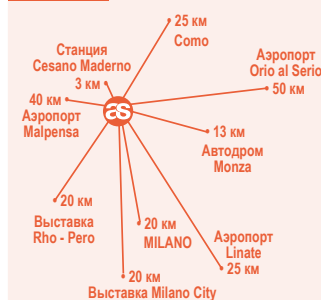 25 км
Como
Станция
Cesano Maderno
3 км
Аэропорт
Orio al Serio
50 км
40 км
Аэропорт
Malpensa
as
13 км
Автодром
Monza
20 км
Выставка
Rho - Pero
20 км
MILANO
Аэропорт
Linate
25 км
20 км
Выставка Milano City